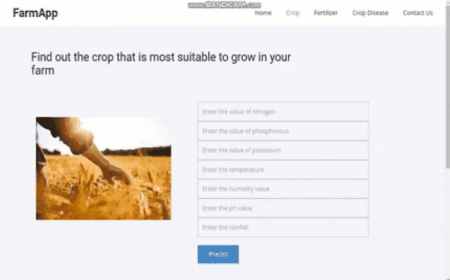 www.BANDICAM.com
FarmApp
Home
Crop
Fertilizer
Crop Disease
Contact Us
Find out the crop that is most suitable to grow in your
farm
Enter the value of nitrogen
Enter the value of phosphorous
Enter the value of potassium
Enter the temperature
Enter the humidity value
Enter the ph value
Enter the rainfall
Predict